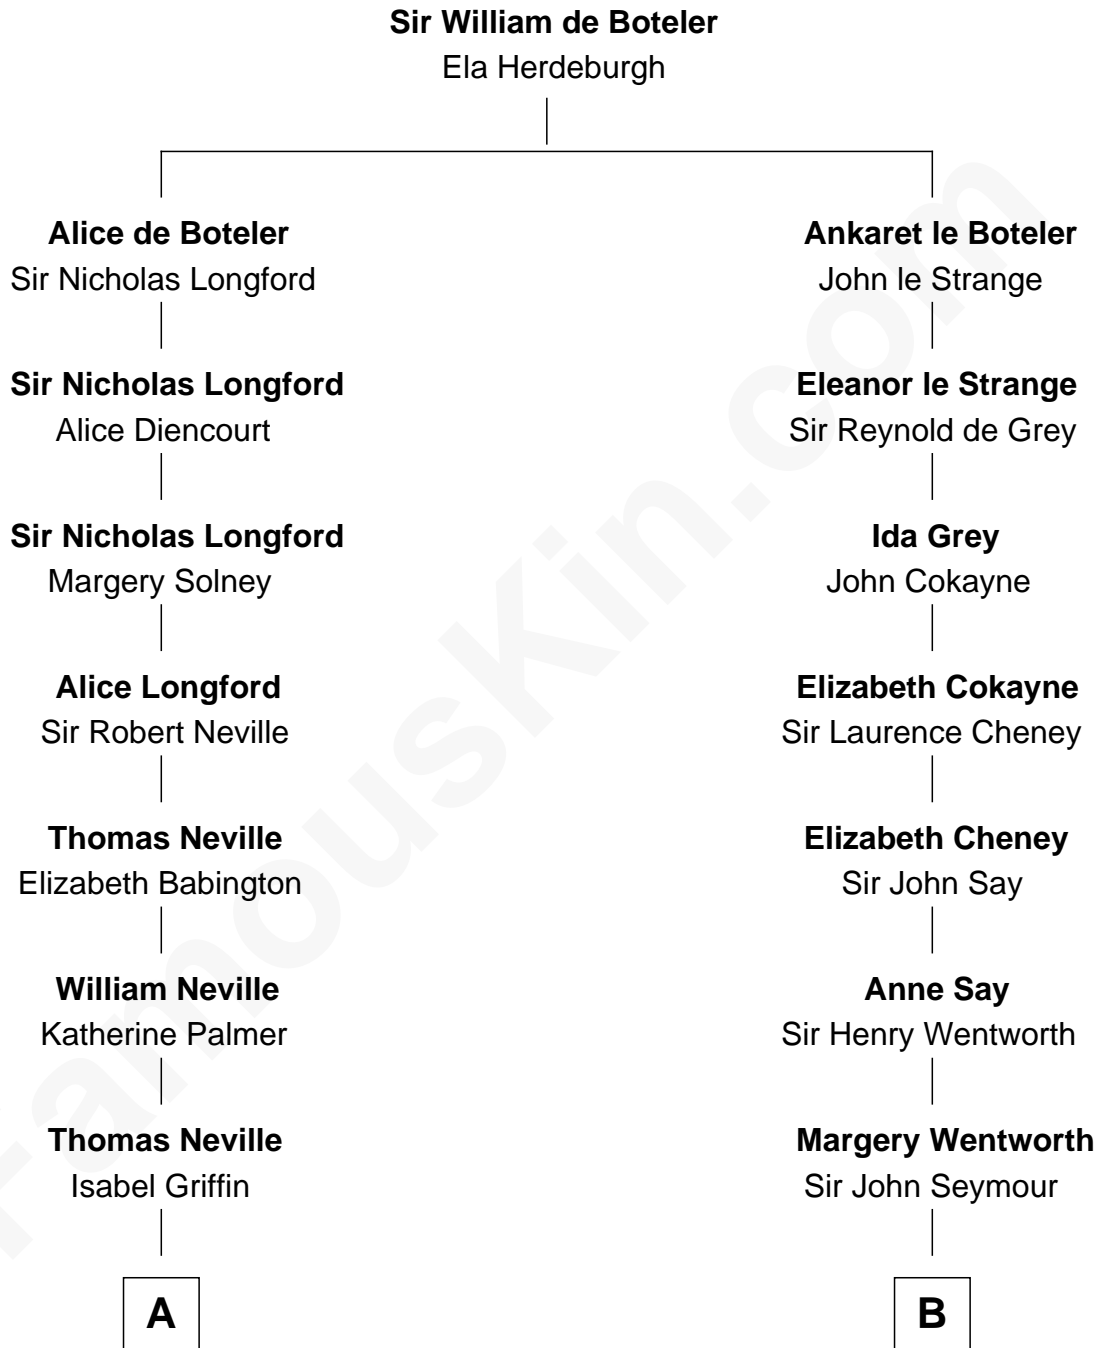 Sir William de Boteler
Ela Herdeburgh
Alice de Boteler
Sir Nicholas Longford
Ankaret le Boteler
John le Strange
Sir Nicholas Longford
Alice Diencourt
Eleanor le Strange
Sir Reynold de Grey
Sir Nicholas Longford
Margery Solney
Ida Grey
John Cokayne
Alice Longford
Sir Robert Neville
Elizabeth Cokayne
Sir Laurence Cheney
Thomas Neville
Elizabeth Babington
Elizabeth Cheney
Sir John Say
William Neville
Katherine Palmer
Anne Say
Sir Henry Wentworth
Thomas Neville
Isabel Griffin
Margery Wentworth
Sir John Seymour
A
B
FamousKin.com